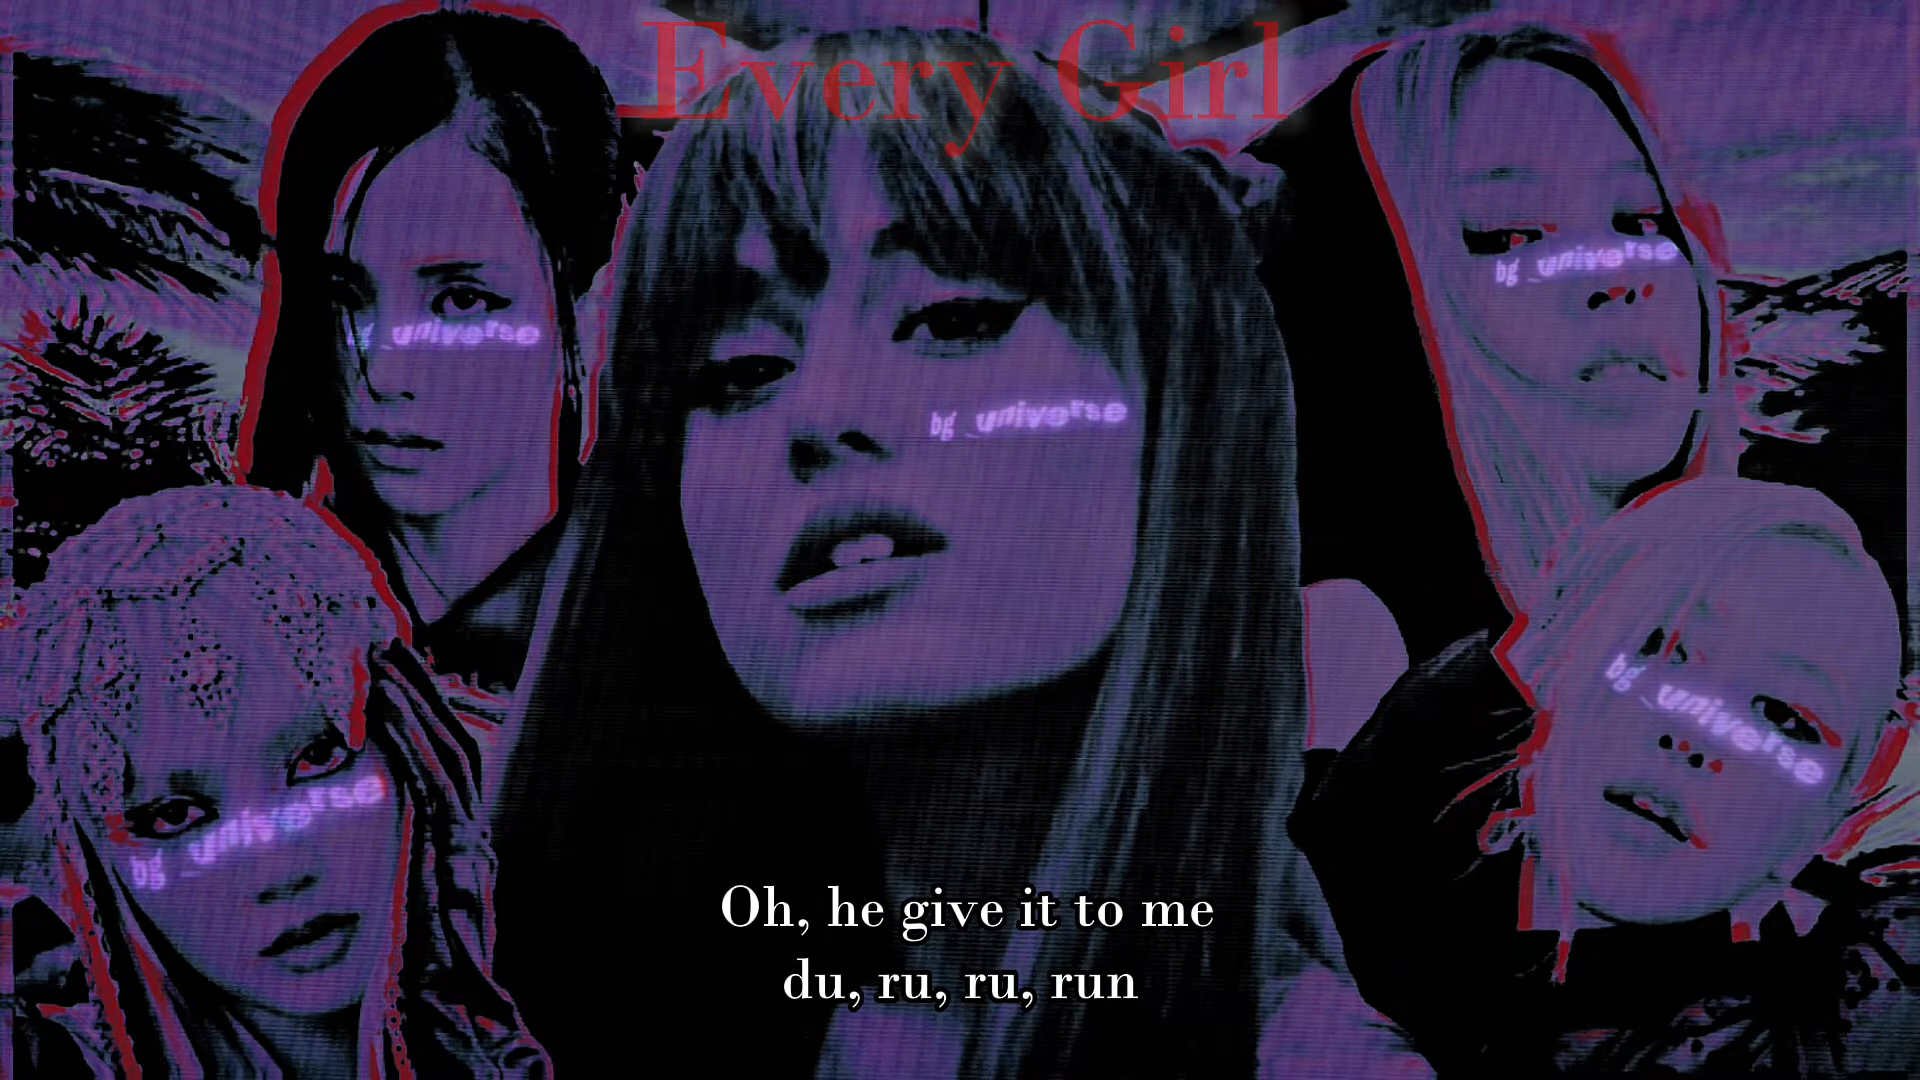 Every Girl
bg_universe
bg_universe
bg_universe
bg_universe
bg_universe
Oh, he give it to me
du, ru, ru, run